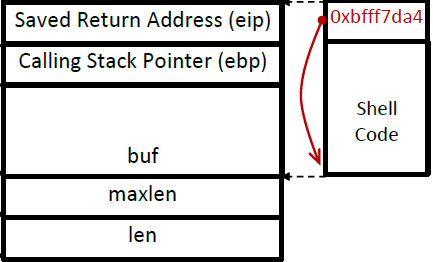 Saved Return Address (eip)
0xbfff7da4
Calling Stack Pointer (ebp)
Shell
Code
buf
maxlen
len